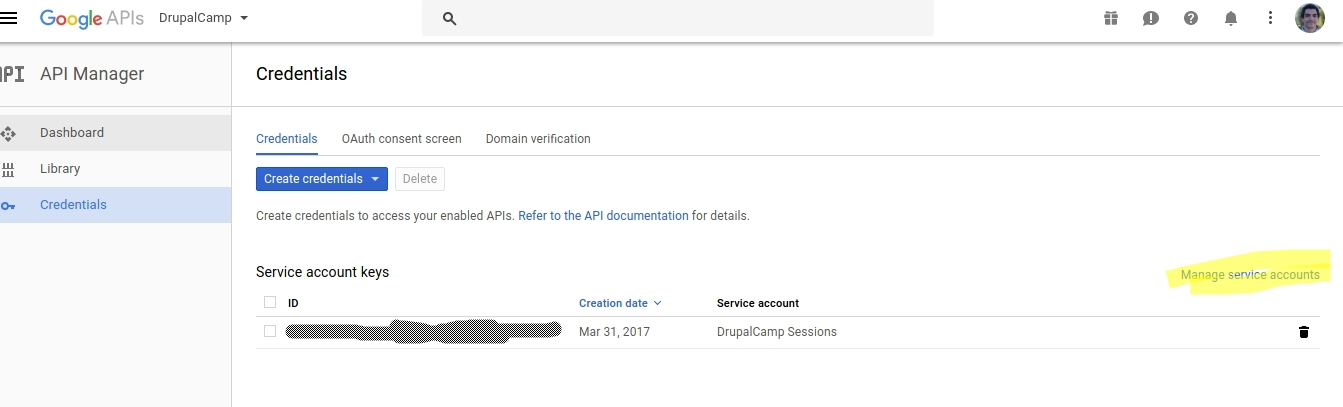 Google APIs DrupalCamp
API API Manager
Credentials
Dashboard
Library
Credentials
Credentials OAuth consent screen Domain verification
Create credentials Delete
Create credentials to access your enabled APIs. Refer to the API documentation for details.
Service account keys Manage service accounts
ID Creation date Service account
Mar 31, 2017 DrupalCamp Sessions